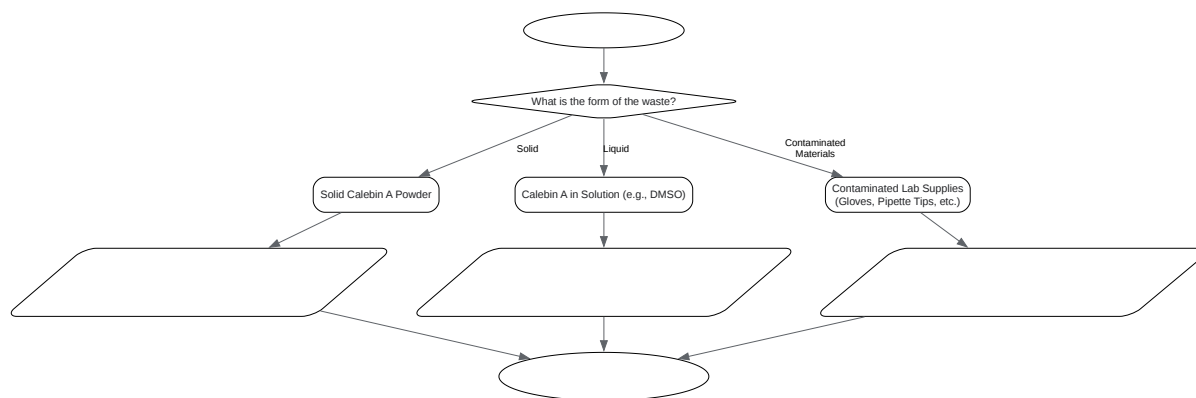 What is the form of the waste?
Solid
Liquid
Contaminated
Materials
Solid Calebin A Powder
Calebin A in Solution (e.g., DMSO)
Contaminated Lab Supplies
(Gloves, Pipette Tips, etc.)